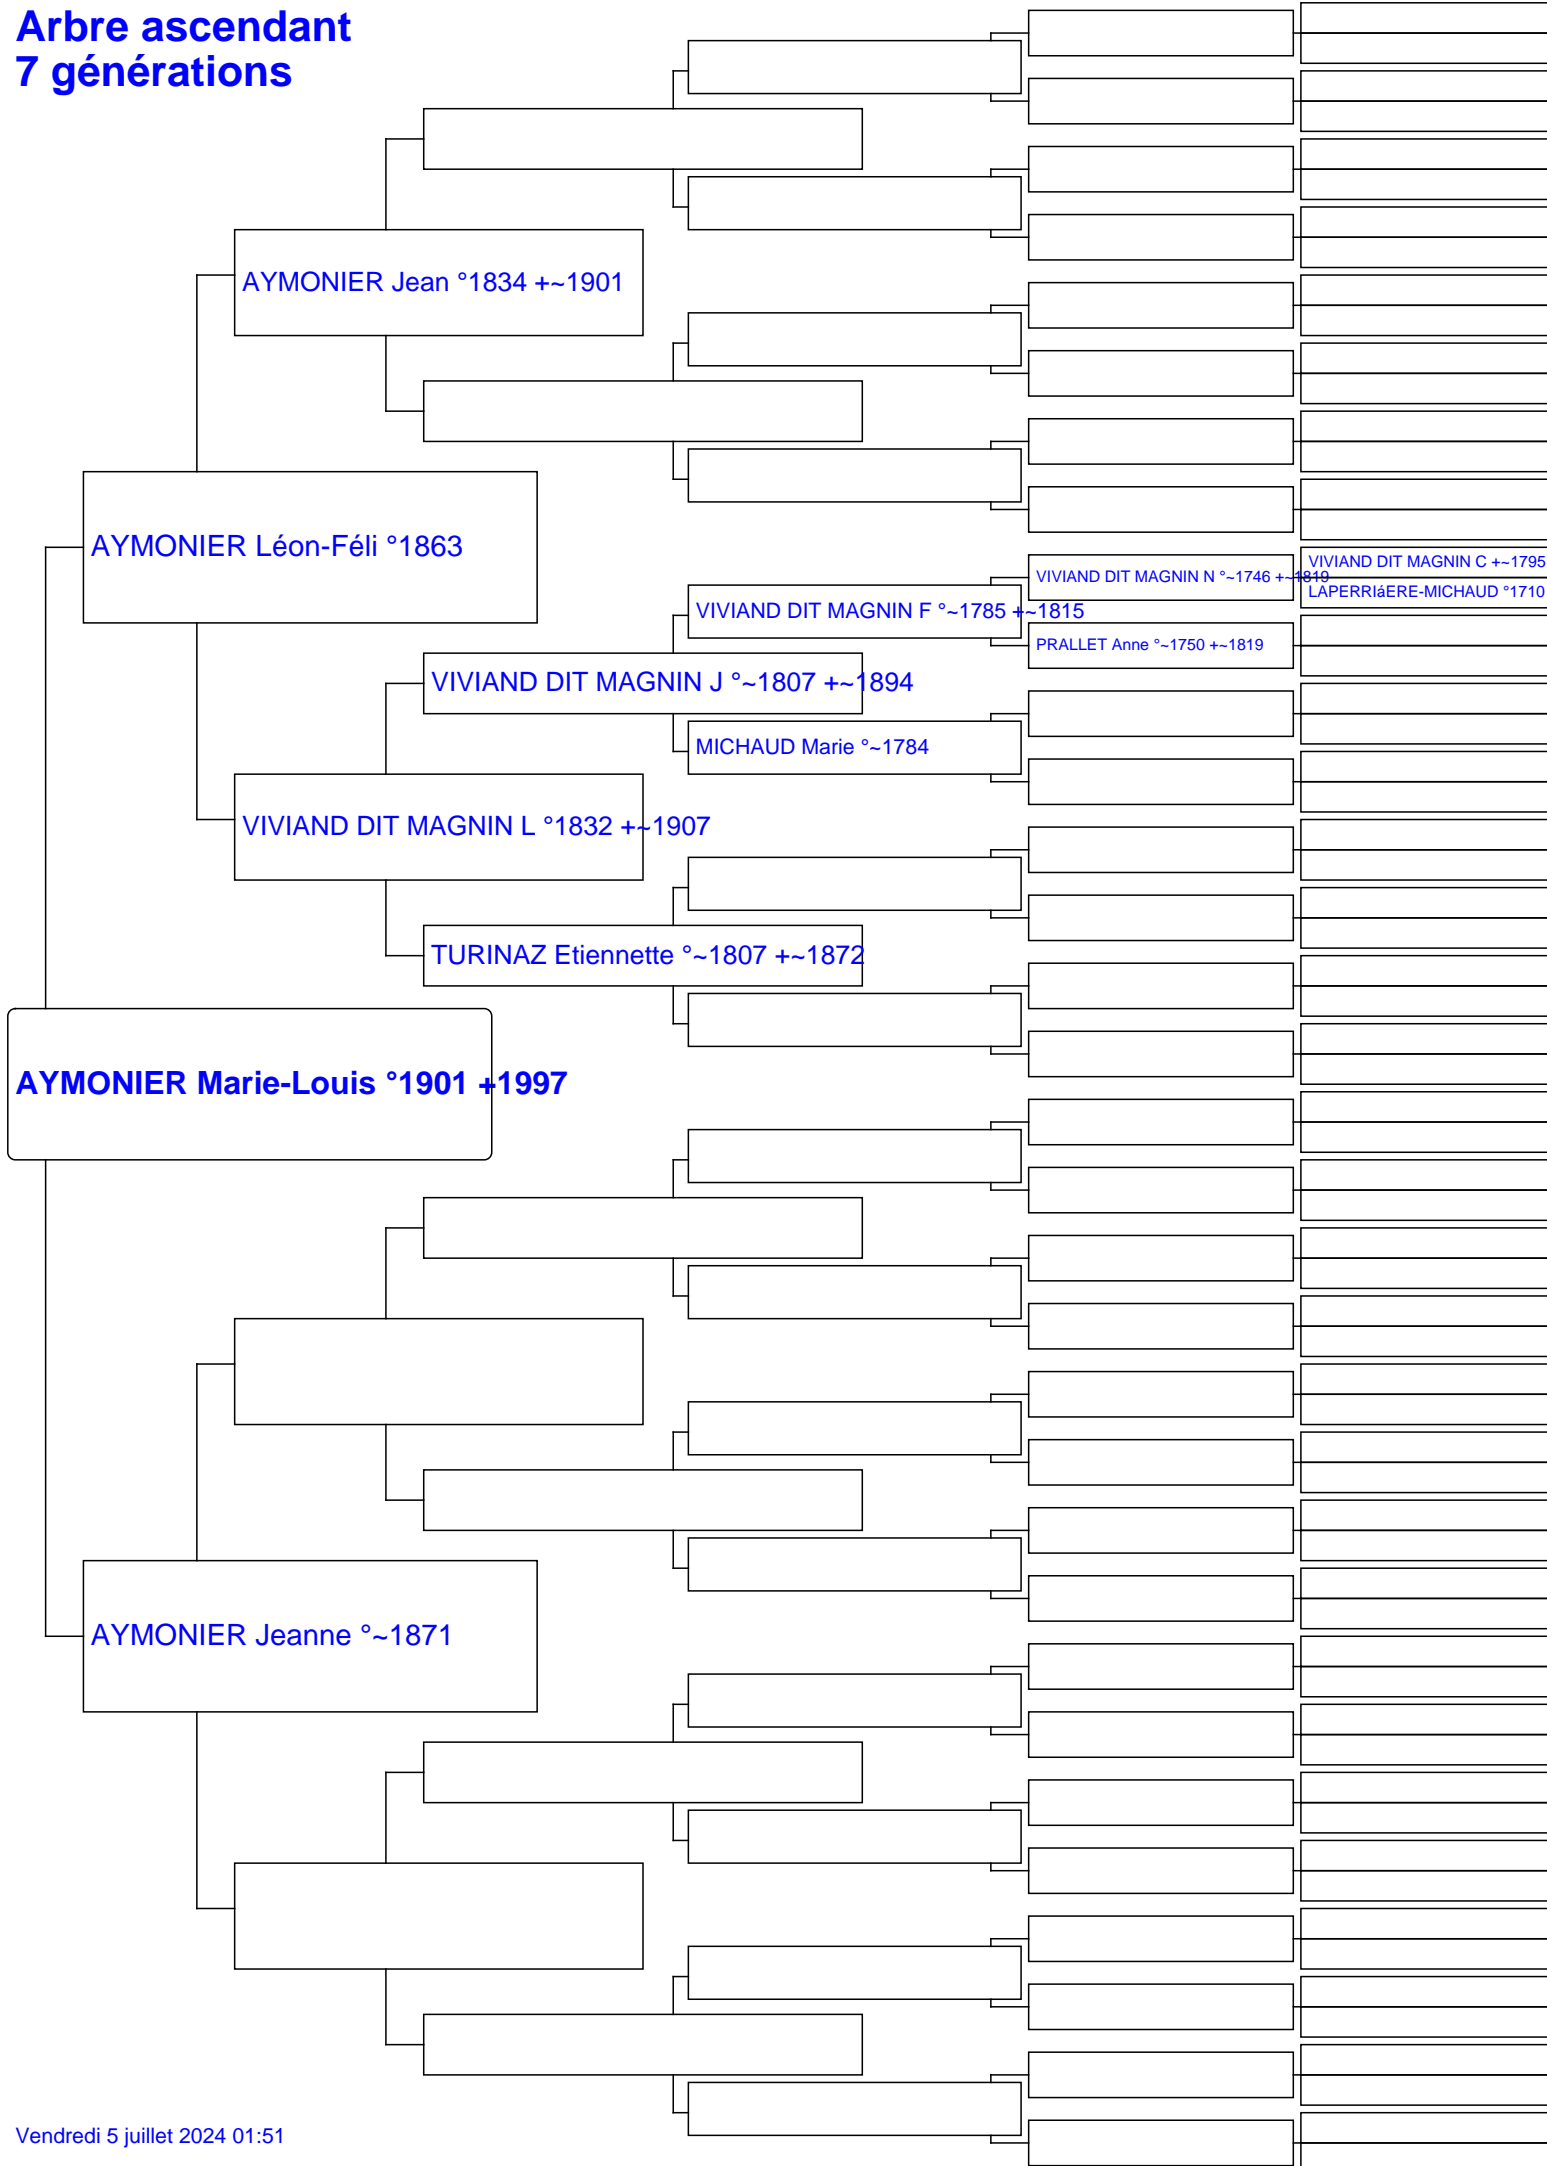 Arbre ascendant
7 générations
AYMONIER Jean °1834 +~1901
AYMONIER Léon-Féli °1863
VIVIAND DIT MAGNIN C +~1795
VIVIAND DIT MAGNIN N °~1746 +~1819
LAPERRIáERE-MICHAUD °1710
VIVIAND DIT MAGNIN F °~1785 +~1815
PRALLET Anne °~1750 +~1819
VIVIAND DIT MAGNIN J °~1807 +~1894
MICHAUD Marie °~1784
VIVIAND DIT MAGNIN L °1832 +~1907
TURINAZ Etiennette °~1807 +~1872
AYMONIER Marie-Louis °1901 +1997
AYMONIER Jeanne °~1871
Vendredi 5 juillet 2024 01:51